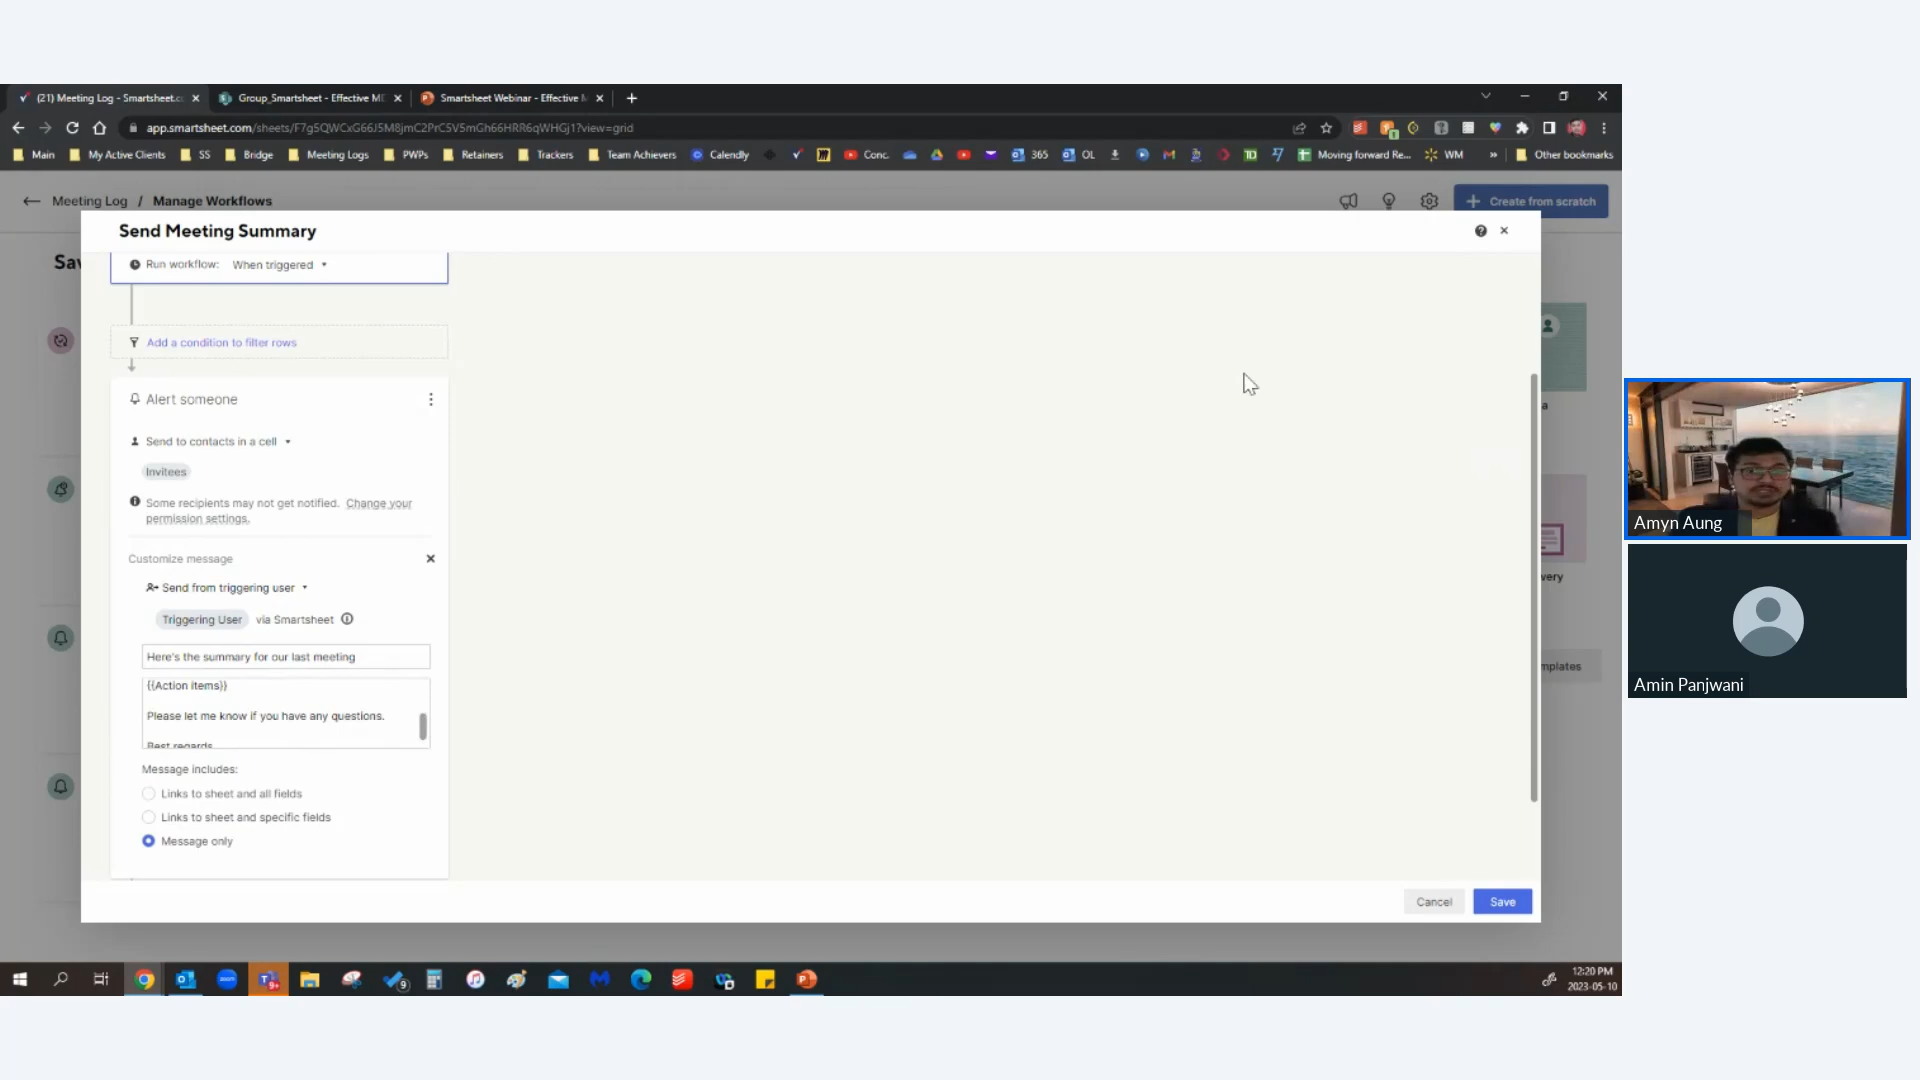 (21) Meeting Log - Smartsheet.c
Group_Smartsheet - Effective M
Smartsheet Webinar - Effective
app.smartsheet.com/sheets/F7g5QWCxG66J5M8jmC2PrC5V5mGh66HRR6qWHGj1?view=grid
Main
My Active Clients
SS
Bridge
Meeting Logs
PWPs
Retainers
Trackers
Team Achievers
Calendly
Conc.
365
OL
TD
Moving forward Re...
WM
»
Other bookmarks
Meeting Log / Manage Workflows
Create from scratch
Sav
Send Meeting Summary
Run workflow: When triggered
Add a condition to filter rows
Alert someone
Send to contacts in a cell
Invitees
Some recipients may not get notified. Change your
permission settings.
Customize message
Send from triggering user
Triggering User via Smartsheet
Here's the summary for our last meeting
{{Action items}}
Please let me know if you have any questions.
Best regards
Message includes:
Links to sheet and all fields
Links to sheet and specific fields
Message only
Cancel
Save
a
very
mplates
12:20 PM
2023-05-10
Amyn Aung
Amin Panjwani